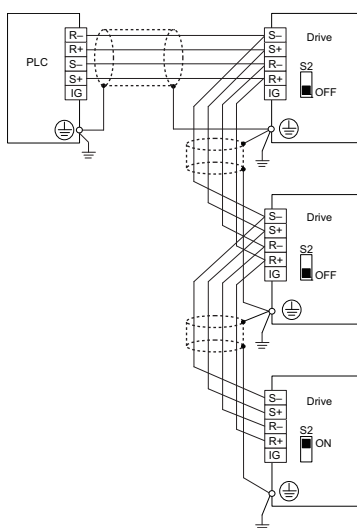 PLC
R–
R+
S–
S+
IG
S–
S+
R–
R+
IG
Drive
S2
OFF
S–
S+
R–
R+
IG
Drive
S2
OFF
S–
S+
R–
R+
IG
Drive
S2
ON